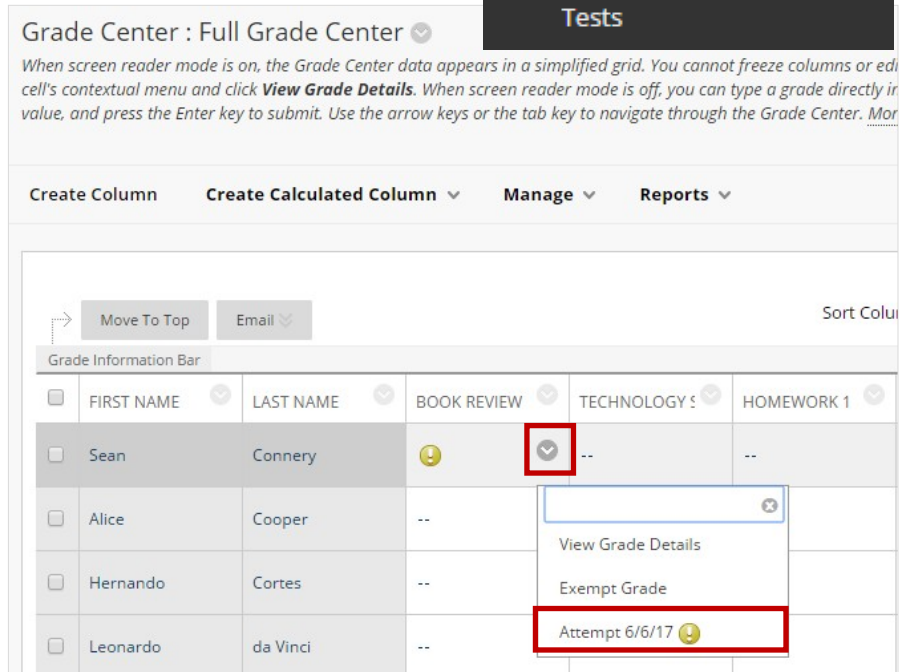 Tests
Grade Center : Full Grade Center
When screen reader mode is on, the Grade Center data appears in a simplified grid. You cannot freeze columns or edi
cell's contextual menu and click View Grade Details. When screen reader mode is off, you can type a grade directly in
value, and press the Enter key to submit. Use the arrow keys or the tab key to navigate through the Grade Center. Mor
Create Column Create Calculated Column Manage Reports
Move To Top Email Sort Colu
Grade Information Bar
FIRST NAME LAST NAME BOOK REVIEW TECHNOLOGY S HOMEWORK 1
Sean Connery -- --
Alice Cooper --
View Grade Details
Hernando Cortes --
Exempt Grade
Attempt 6/6/17
Leonardo da Vinci --